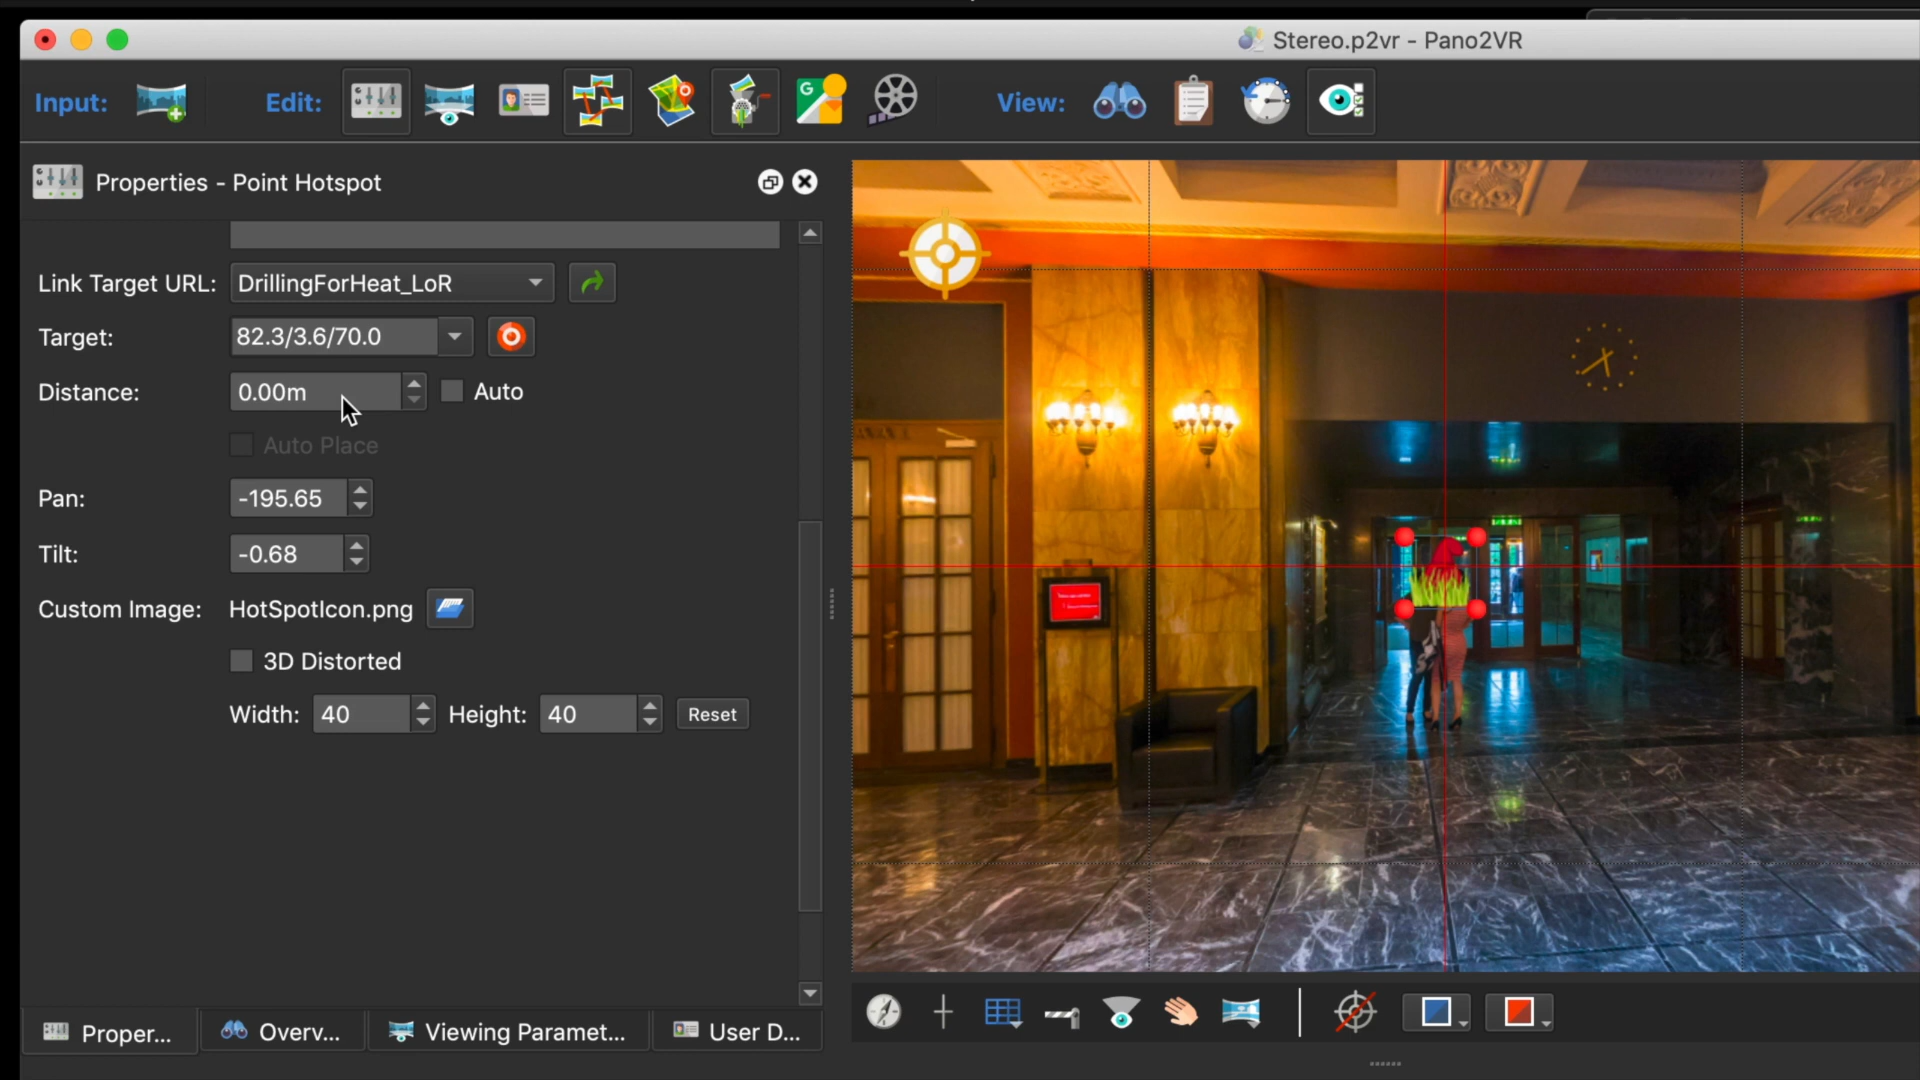 Stereo.p2vr - Pano2VR
Input:
Edit:
G
View:
Properties - Point Hotspot
Link Target URL: DrillingForHeat_LoR
Target: 82.3/3.6/70.0
Distance: 0.00m Auto
Auto Place
Pan: -195.65
Tilt: -0.68
Custom Image: HotSpotIcon.png
3D Distorted
Width: 40 Height: 40 Reset
Proper... Overv... Viewing Paramet... User D...